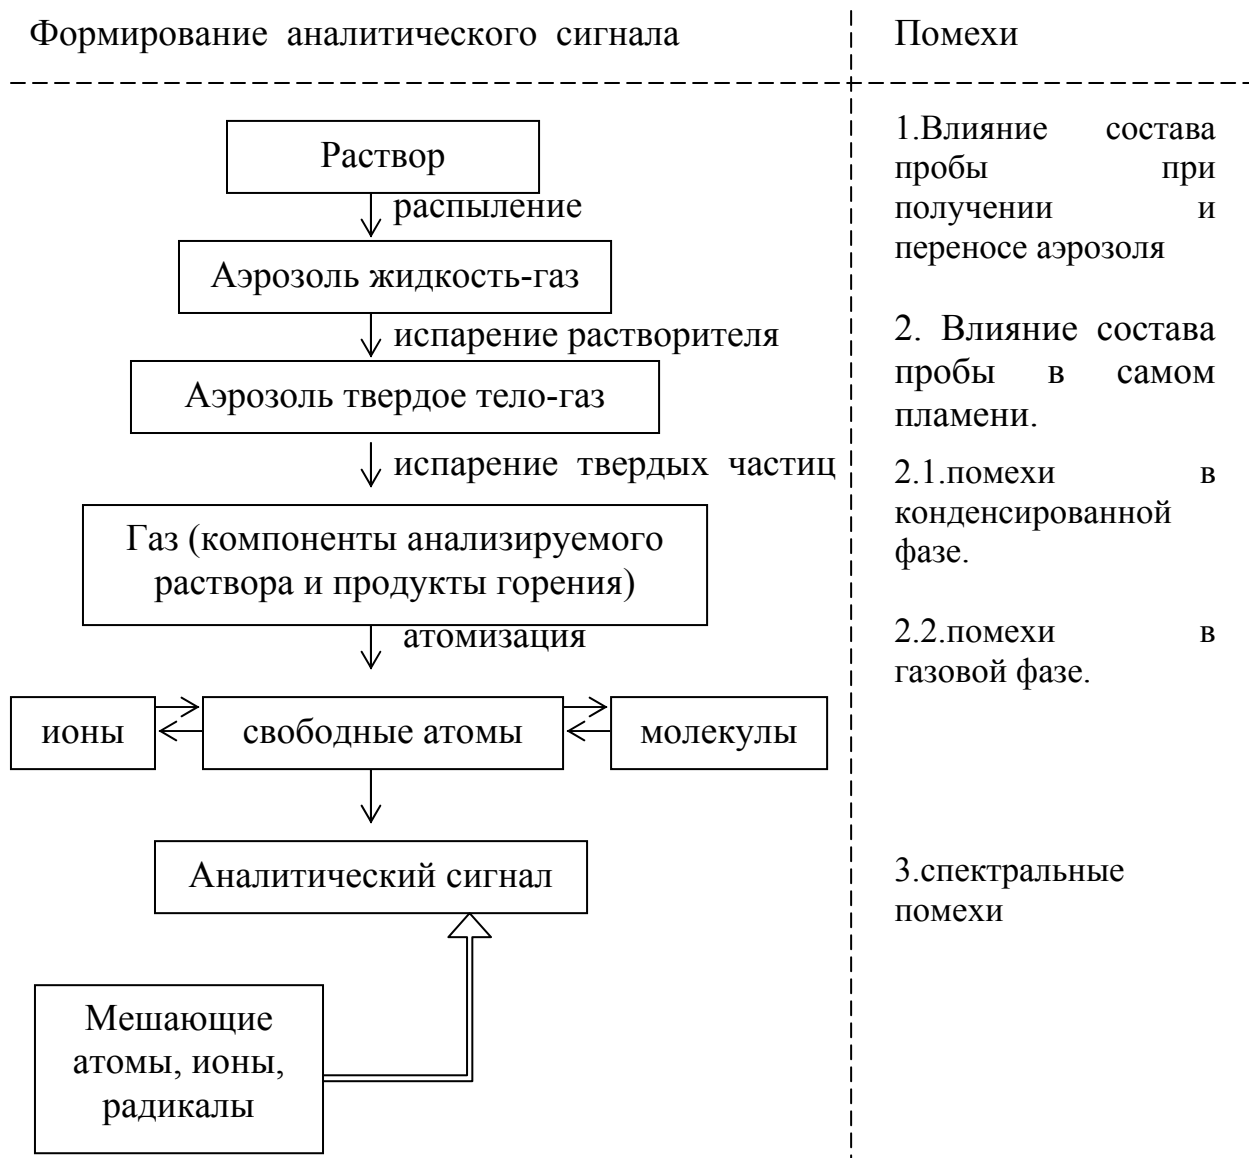 Формирование аналитического сигнала
Помехи
Раствор
распыление
Аэрозоль жидкость-газ
испарение растворителя
Аэрозоль твердое тело-газ
испарение твердых частиц
Газ (компоненты анализируемого
раствора и продукты горения)
атомизация
ионы
свободные атомы
молекулы
Аналитический сигнал
Мешающие
атомы, ионы,
радикалы
1.Влияние состава
пробы при
получении и
переносе аэрозоля
2. Влияние состава
пробы в самом
пламени.
2.1.помехи в
конденсированной
фазе.
2.2.помехи в
газовой фазе.
3.спектральные
помехи